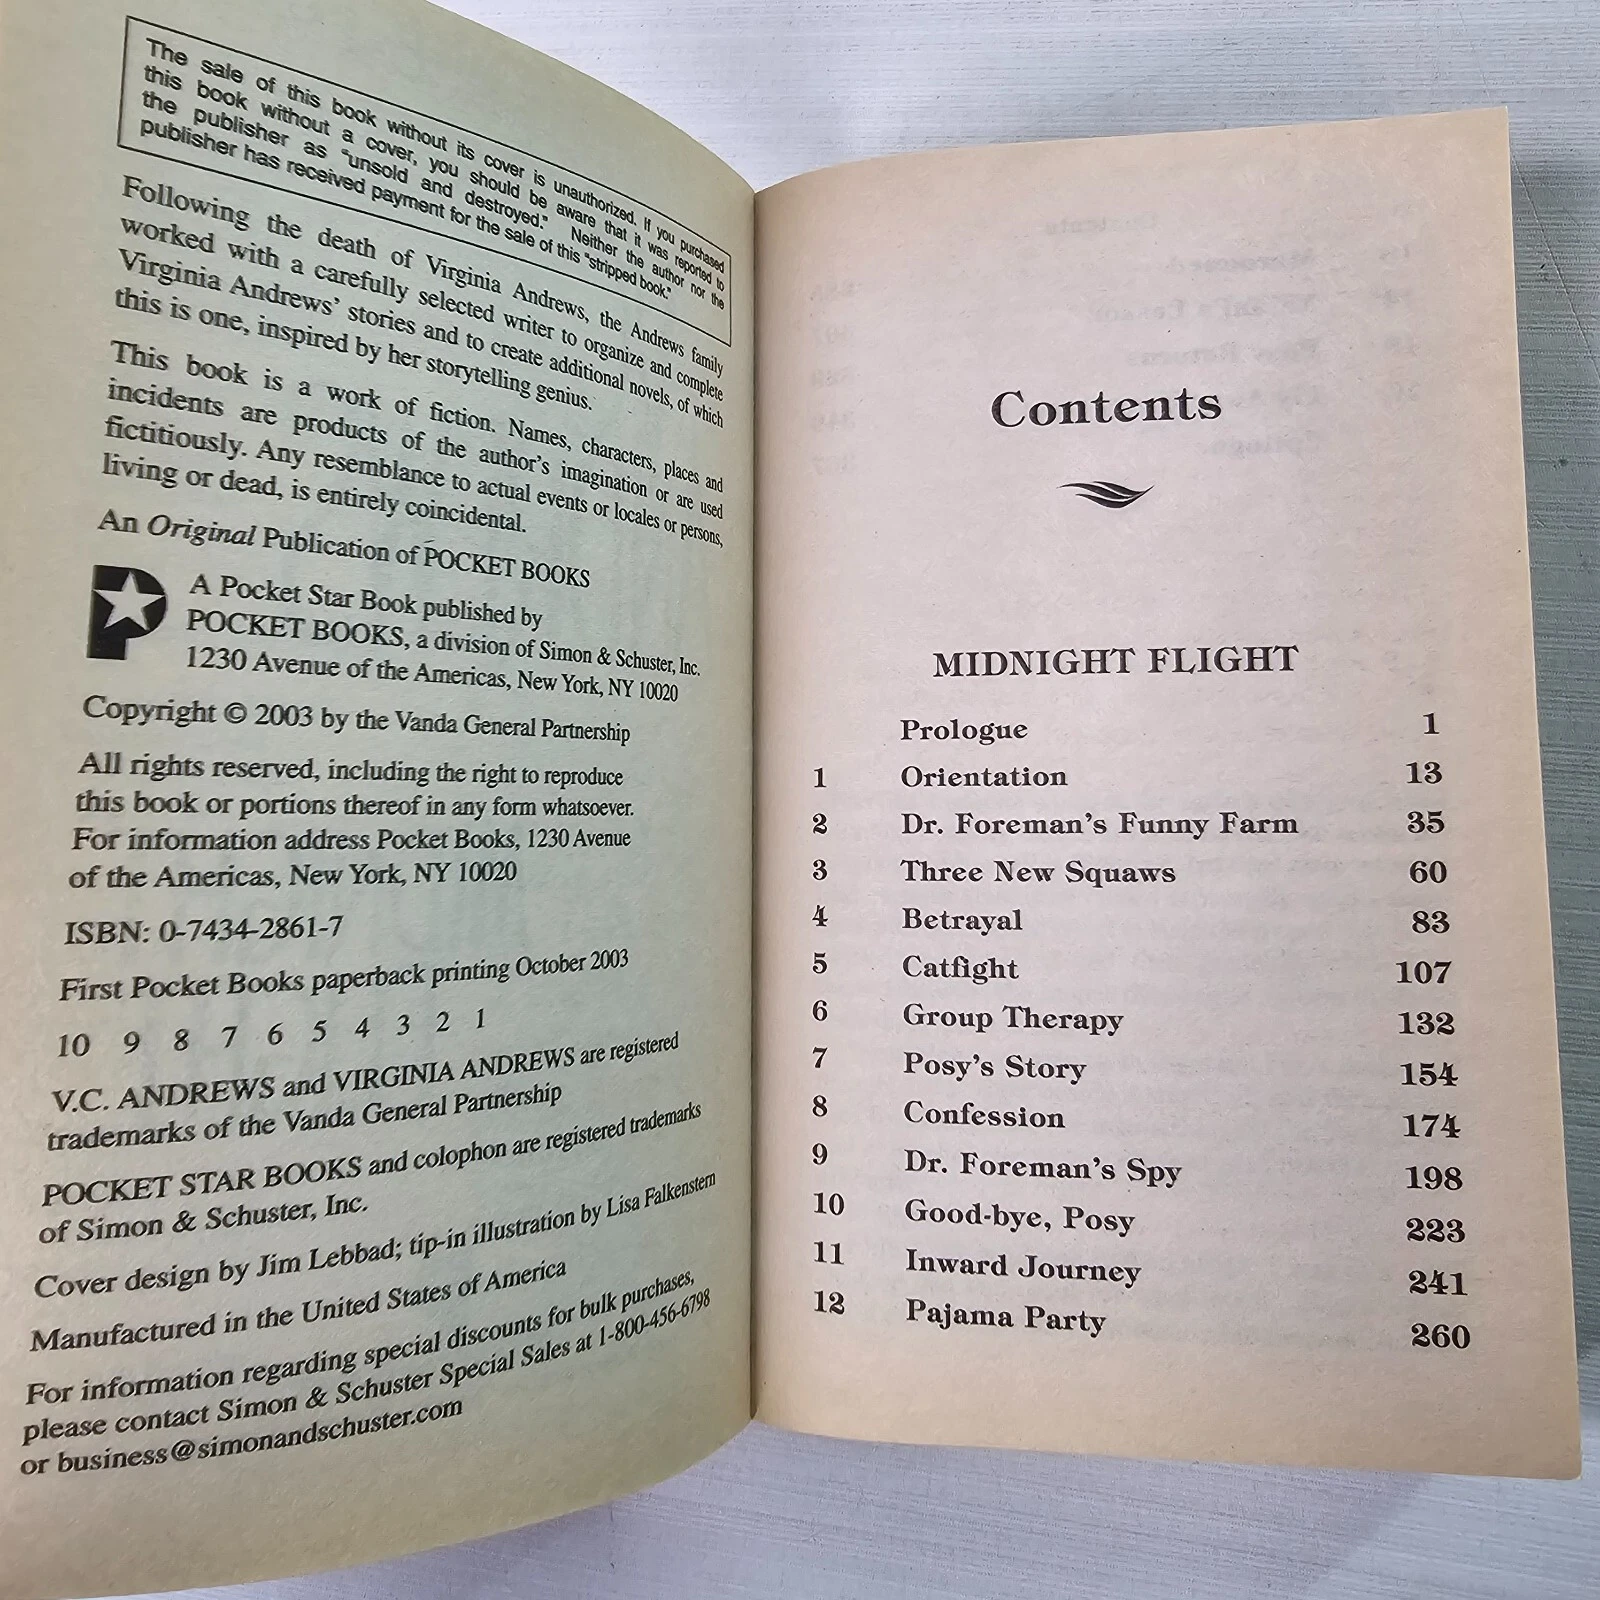 The sale of this book without its cover is unauthorized. If you purchased
this book without a cover, you should be aware that it was reported to
the publisher as "unsold and destroyed." Neither the author nor the
publisher has received payment for the sale of this "stripped book."
Following the death of Virginia Andrews, the Andrews family
worked with a carefully selected writer to organize and complete
Virginia Andrews' stories and to create additional novels, of which
this is one, inspired by her storytelling genius.
This book is a work of fiction. Names, characters, places and
incidents are products of the author's imagination or are used
fictitiously. Any resemblance to actual events or locales or persons,
living or dead, is entirely coincidental.
An Original Publication of POCKET BOOKS
A Pocket Star Book published by
POCKET BOOKS, a division of Simon & Schuster, Inc.
1230 Avenue of the Americas, New York, NY 10020
Copyright © 2003 by the Vanda General Partnership
All rights reserved, including the right to reproduce
this book or portions thereof in any form whatsoever.
For information address Pocket Books, 1230 Avenue
of the Americas, New York, NY 10020
ISBN: 0-7434-2861-7
First Pocket Books paperback printing October 2003
10 9 8 7 6 5 4 3 2 1
V.C. ANDREWS and VIRGINIA ANDREWS are registered
trademarks of the Vanda General Partnership
POCKET STAR BOOKS and colophon are registered trademarks
of Simon & Schuster, Inc.
Cover design by Jim Lebbad; tip-in illustration by Lisa Falkenstern
Manufactured in the United States of America
For information regarding special discounts for bulk purchases,
please contact Simon & Schuster Special Sales at 1-800-456-6798
or business@simonandschuster.com
Contents
MIDNIGHT FLIGHT
Prologue 1
1 Orientation 13
2 Dr. Foreman's Funny Farm 35
3 Three New Squaws 60
4 Betrayal 83
5 Catfight 107
6 Group Therapy 132
7 Posy's Story 154
8 Confession 174
9 Dr. Foreman's Spy 198
10 Good-bye, Posy 223
11 Inward Journey 241
12 Pajama Party 260